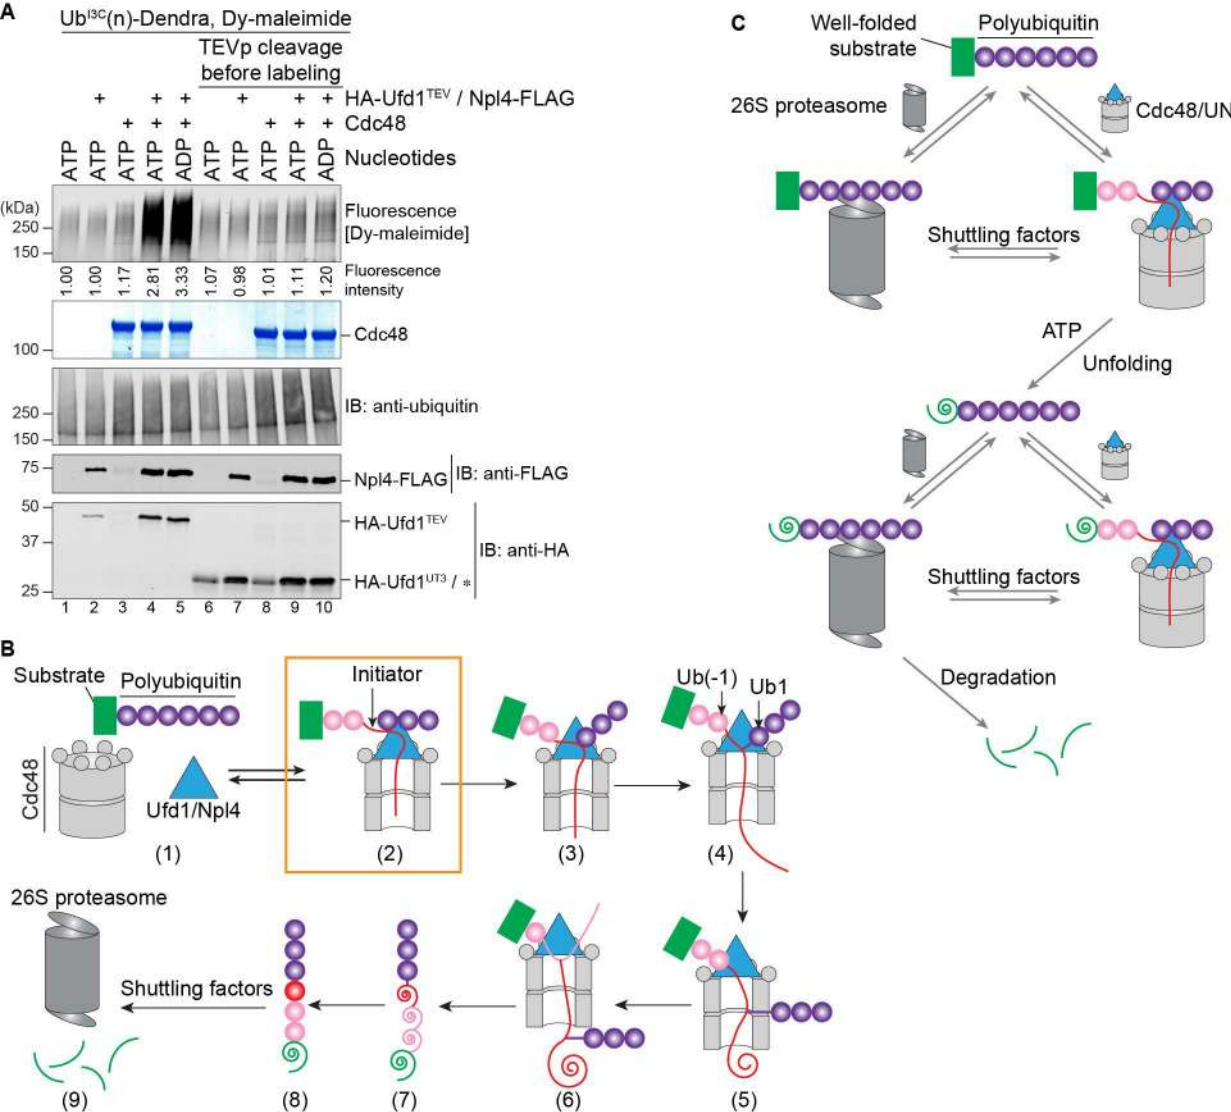 A
Ub^I3C(n)-Dendra, Dy-maleimide
TEVp cleavage
before labeling
+ + + + + + HA-Ufd1^TEV / Npl4-FLAG
+ + + + + + Cdc48
ATP ATP ATP ATP ADP ATP ATP ATP ATP ADP Nucleotides
(kDa)
250
150
Fluorescence
[Dy-maleimide]
1.00 1.00 1.17 2.81 3.33 1.07 0.98 1.01 1.11 1.20
Fluorescence
intensity
100
Cdc48
250
150
IB: anti-ubiquitin
75
Npl4-FLAG
IB: anti-FLAG
50
37
25
HA-Ufd1^TEV
IB: anti-HA
HA-Ufd1^UT3 / *
1 2 3 4 5 6 7 8 9 10
B
Substrate
Polyubiquitin
Cdc48
Ufd1/Npl4
(1)
Initiator
(2)
(3)
Ub(-1)
Ub1
(4)
26S proteasome
Shuttling factors
(9)
(8)
(7)
(6)
(5)
C
Well-folded
substrate
Polyubiquitin
26S proteasome
Cdc48/UN
Shuttling factors
ATP
Unfolding
Shuttling factors
Degradation